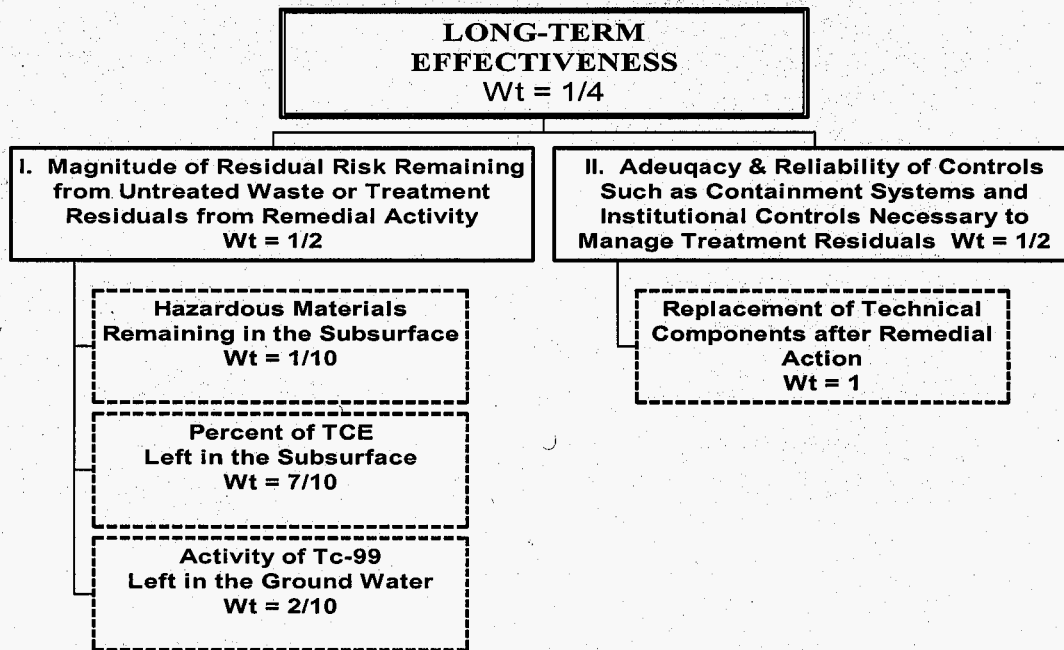 LONG-TERM
EFFECTIVENESS
Wt = 1/4
I. Magnitude of Residual Risk Remaining
from Untreated Waste or Treatment
Residuals from Remedial Activity
Wt = 1/2
II. Adeuqacy & Reliability of Controls
Such as Containment Systems and
Institutional Controls Necessary to
Manage Treatment Residuals Wt = 1/2
Hazardous Materials
Remaining in the Subsurface
Wt = 1/10
Percent of TCE
Left in the Subsurface
Wt = 7/10
Activity of Tc-99
Left in the Ground Water
Wt = 2/10
Replacement of Technical
Components after Remedial
Action
Wt = 1